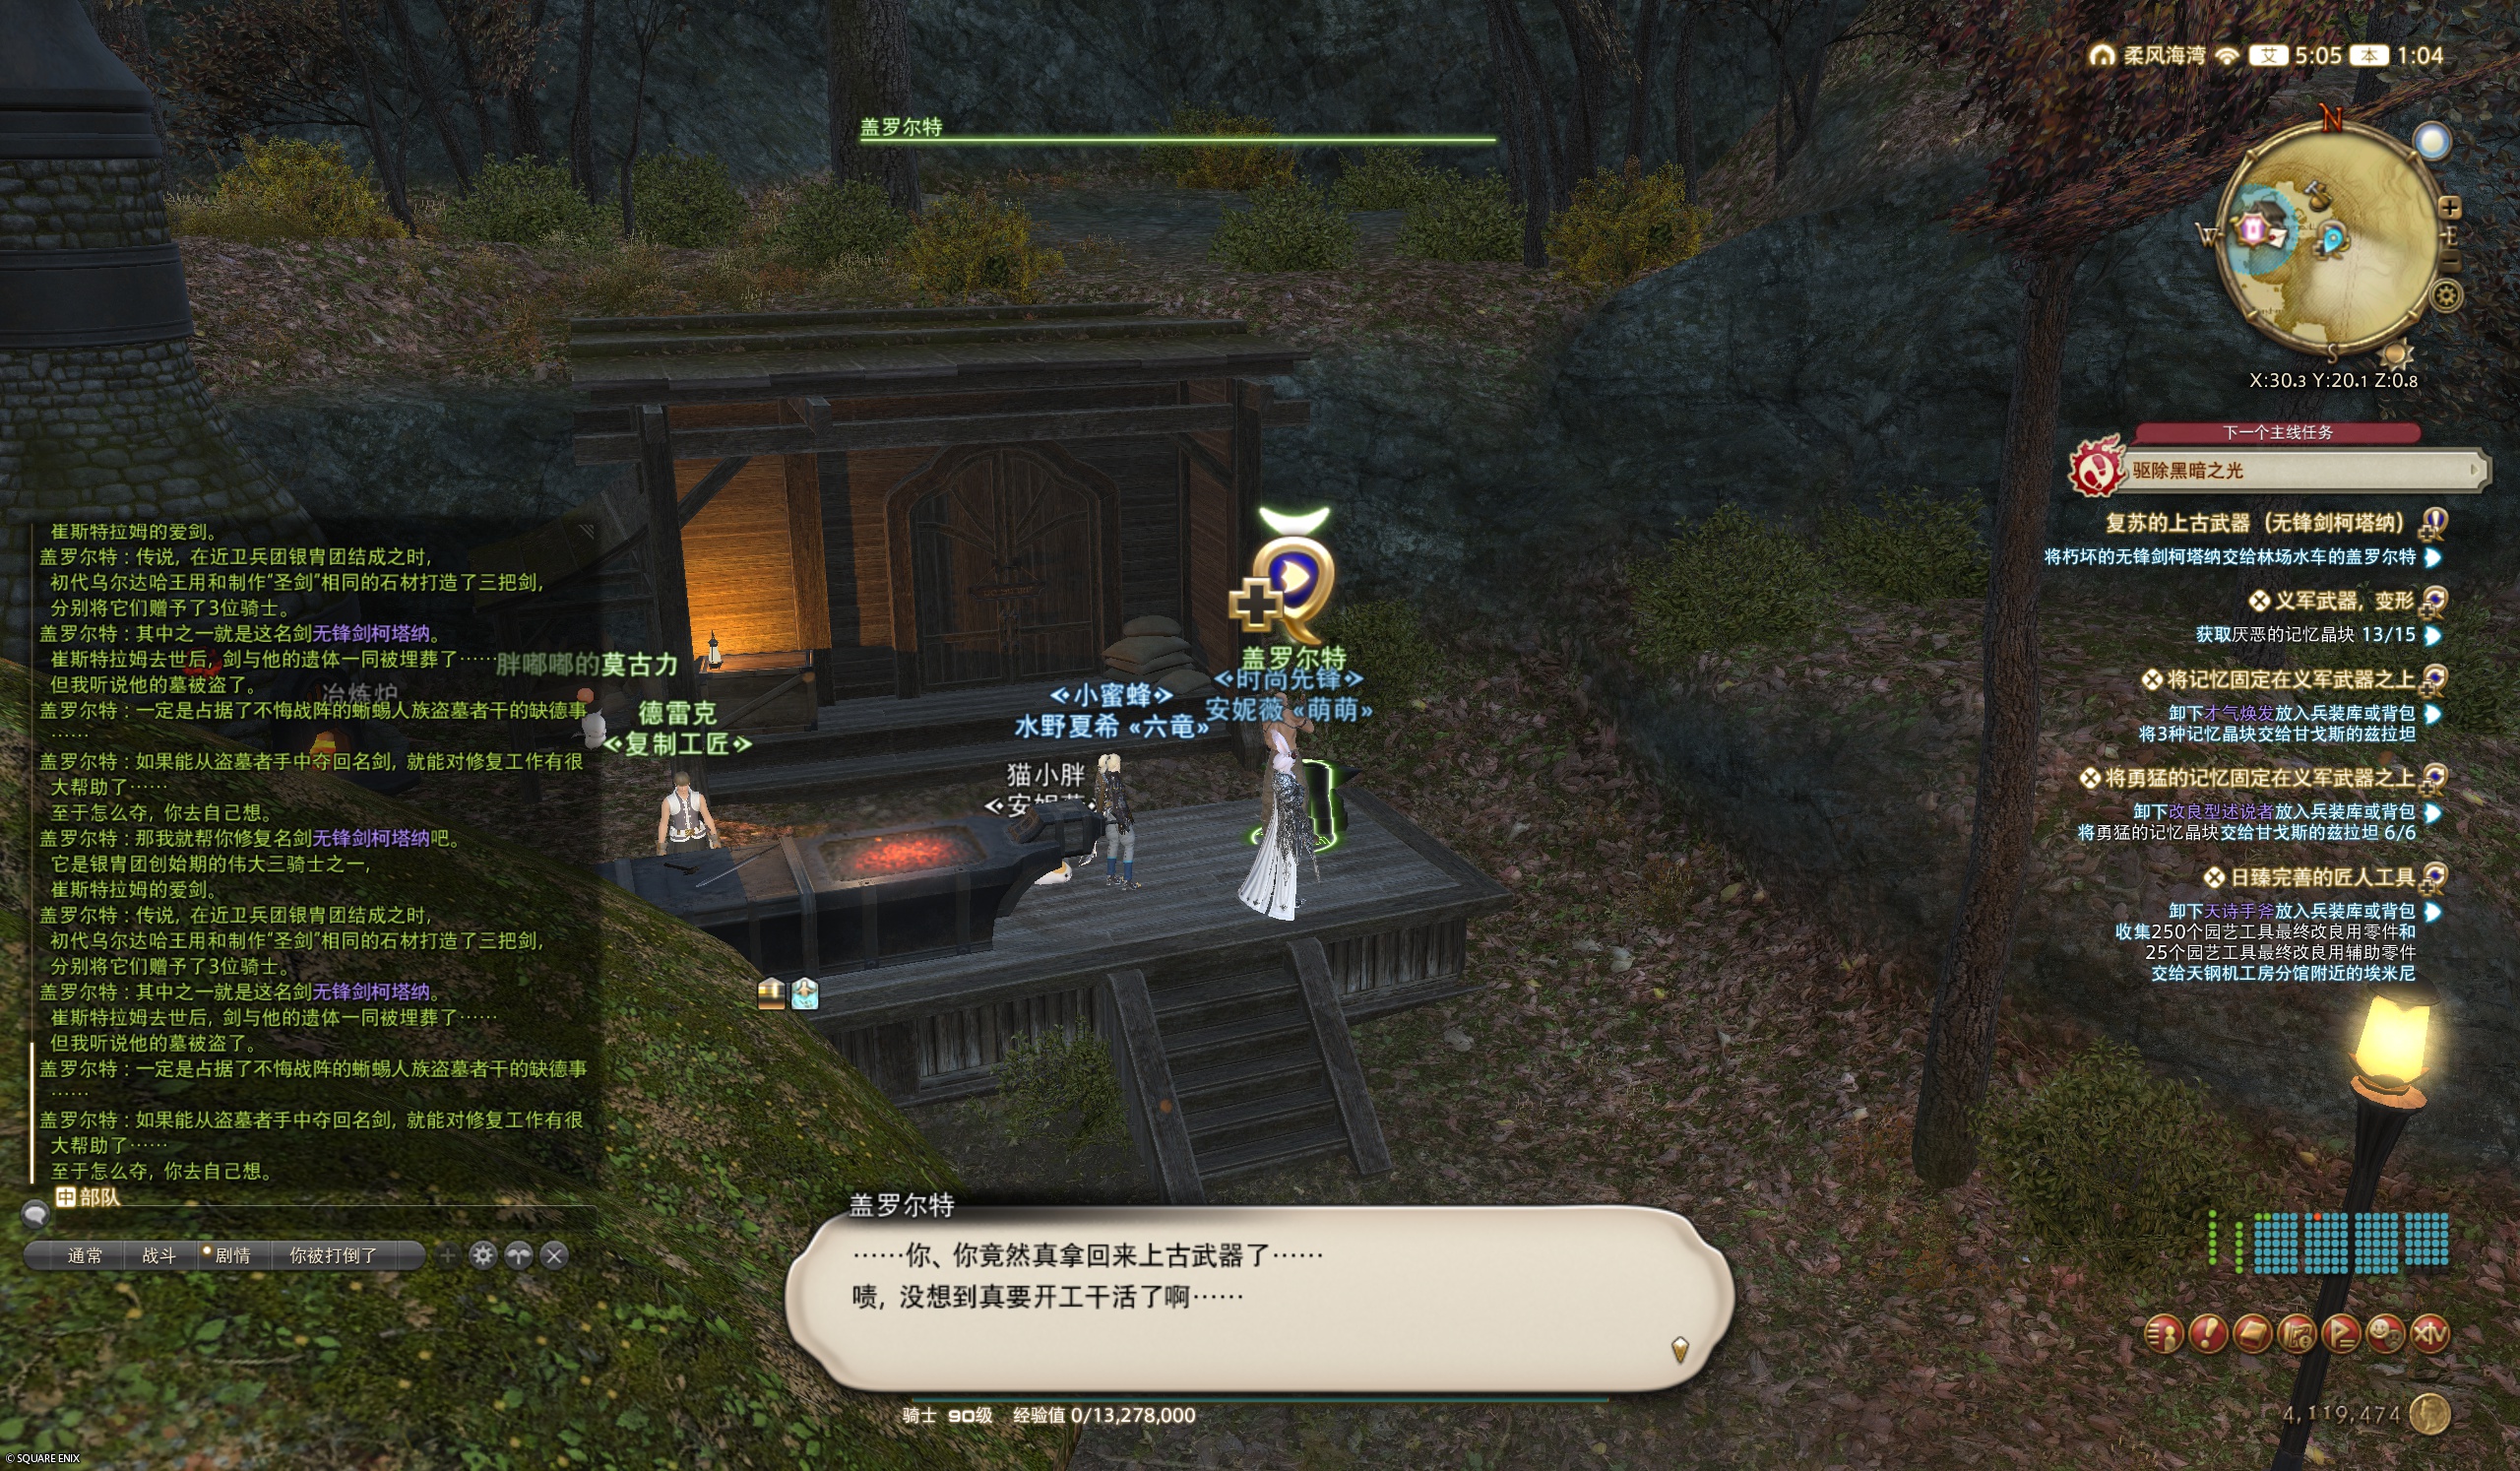 柔风海湾 艾 5:05 本 1:04
盖罗尔特
N
W
E
S
X:30.3 Y:20.1 Z:0.8
下一个主线任务
驱除黑暗之光
复苏的上古武器（无锋剑柯塔纳）
将朽坏的无锋剑柯塔纳交给林场水车的盖罗尔特
义军武器，变形
获取厌恶的记忆晶块 13/15
将记忆固定在义军武器之上
卸下才气焕发放入兵装库或背包
将3种记忆晶块交给甘戈斯的兹拉坦
将勇猛的记忆固定在义军武器之上
卸下改良型述说者放入兵装库或背包
将勇猛的记忆晶块交给甘戈斯的兹拉坦 6/6
日臻完善的匠人工具
卸下天诗手斧放入兵装库或背包
收集250个园艺工具最终改良用零件和
25个园艺工具最终改良用辅助零件
交给天钢机工房分馆附近的埃米尼
崔斯特拉姆的爱剑。
盖罗尔特：传说，在近卫兵团银胄团结成之时，
初代乌尔达哈王用和制作“圣剑”相同的石材打造了三把剑，
分别将它们赠予了3位骑士。
盖罗尔特：其中之一就是这名剑无锋剑柯塔纳。
崔斯特拉姆去世后，剑与他的遗体一同被埋葬了……
但我听说他的墓被盗了。
盖罗尔特：一定是占据了不悔战阵的蜥蜴人族盗墓者干的缺德事
……
盖罗尔特：如果能从盗墓者手中夺回名剑，就能对修复工作有很
大帮助了……
至于怎么夺，你去自己想。
盖罗尔特：那我就帮你修复名剑无锋剑柯塔纳吧。
它是银胄团创始期的伟大三骑士之一，
崔斯特拉姆的爱剑。
盖罗尔特：传说，在近卫兵团银胄团结成之时，
初代乌尔达哈王用和制作“圣剑”相同的石材打造了三把剑，
分别将它们赠予了3位骑士。
盖罗尔特：其中之一就是这名剑无锋剑柯塔纳。
崔斯特拉姆去世后，剑与他的遗体一同被埋葬了……
但我听说他的墓被盗了。
盖罗尔特：一定是占据了不悔战阵的蜥蜴人族盗墓者干的缺德事
……
盖罗尔特：如果能从盗墓者手中夺回名剑，就能对修复工作有很
大帮助了……
至于怎么夺，你去自己想。
中 部队
通常 战斗 剧情 你被打倒了
冶炼炉
胖嘟嘟的莫古力
德雷克
《复制工匠》
《小蜜蜂》
水野夏希 «六竜»
盖罗尔特
《时尚先锋》
安妮薇 «萌萌»
猫小胖
盖罗尔特
……你、你竟然真拿回来上古武器了……
啧，没想到真要开工干活了啊……
骑士 90级 经验值 0/13,278,000
XIV
4,119,474
© SQUARE ENIX